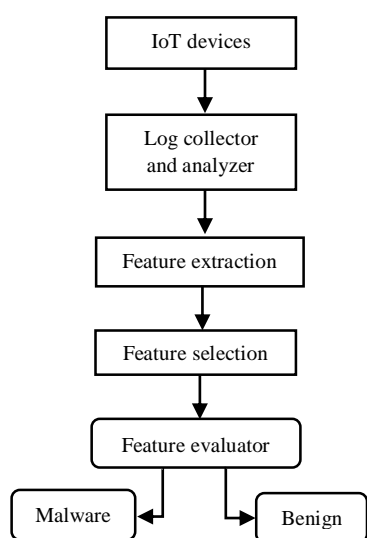 IoT devices
Log collector
and analyzer
Feature extraction
Feature selection
Feature evaluator
Malware
Benign